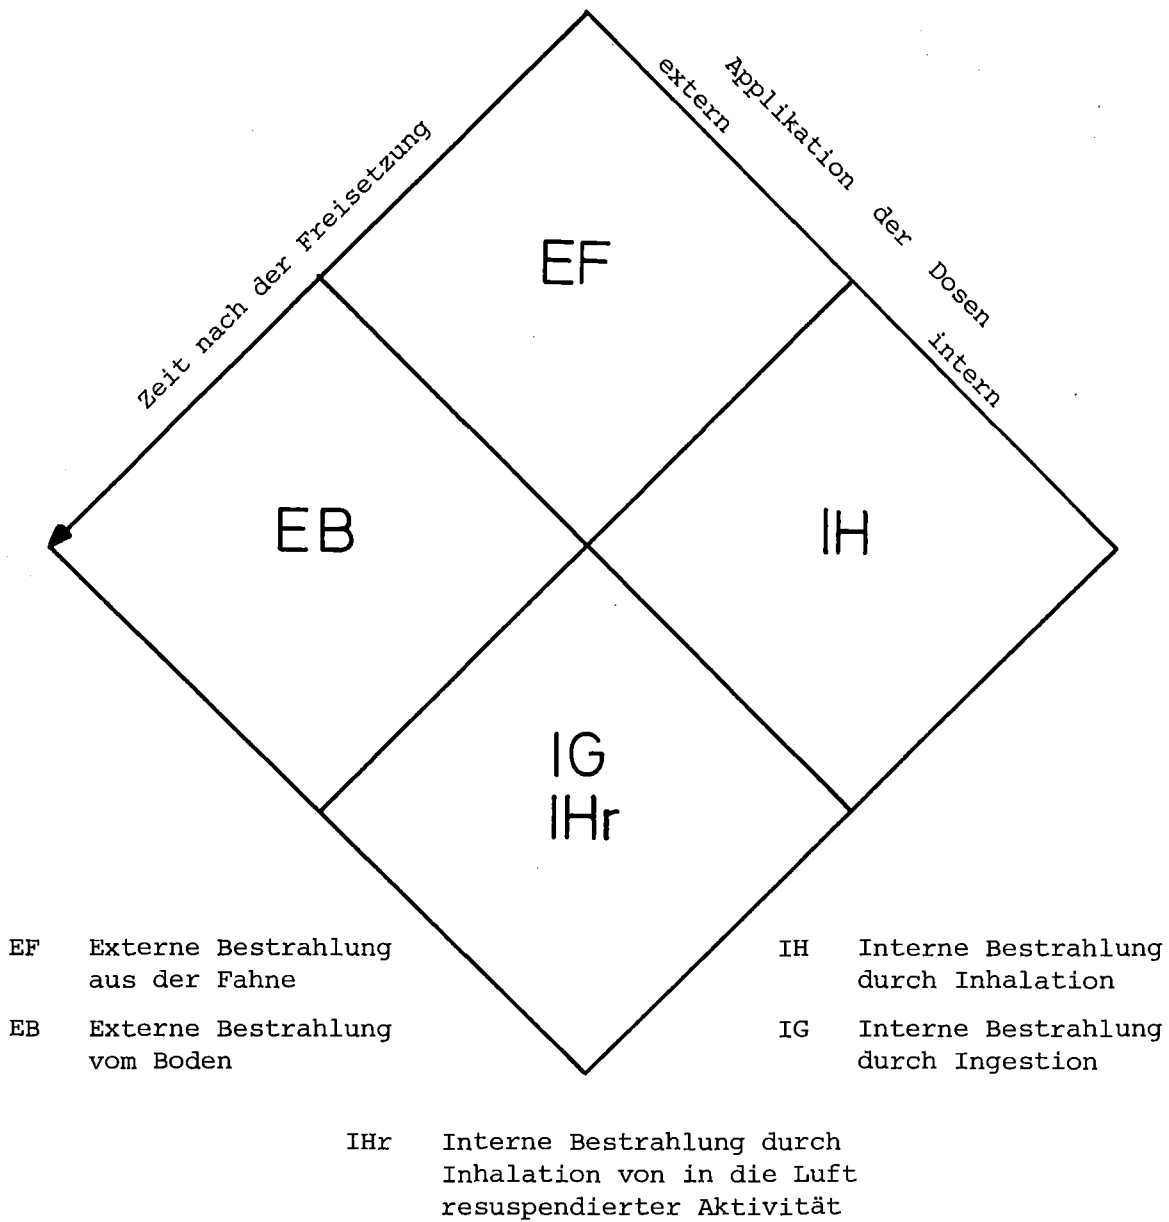 Applikation der Dosen
extern
intern
Zeit nach der Freisetzung
EF
EB
IH
IG
IHr
EF Externe Bestrahlung
aus der Fahne
EB Externe Bestrahlung
vom Boden
IH Interne Bestrahlung
durch Inhalation
IG Interne Bestrahlung
durch Ingestion
IHr Interne Bestrahlung durch
Inhalation von in die Luft
resuspendierter Aktivität